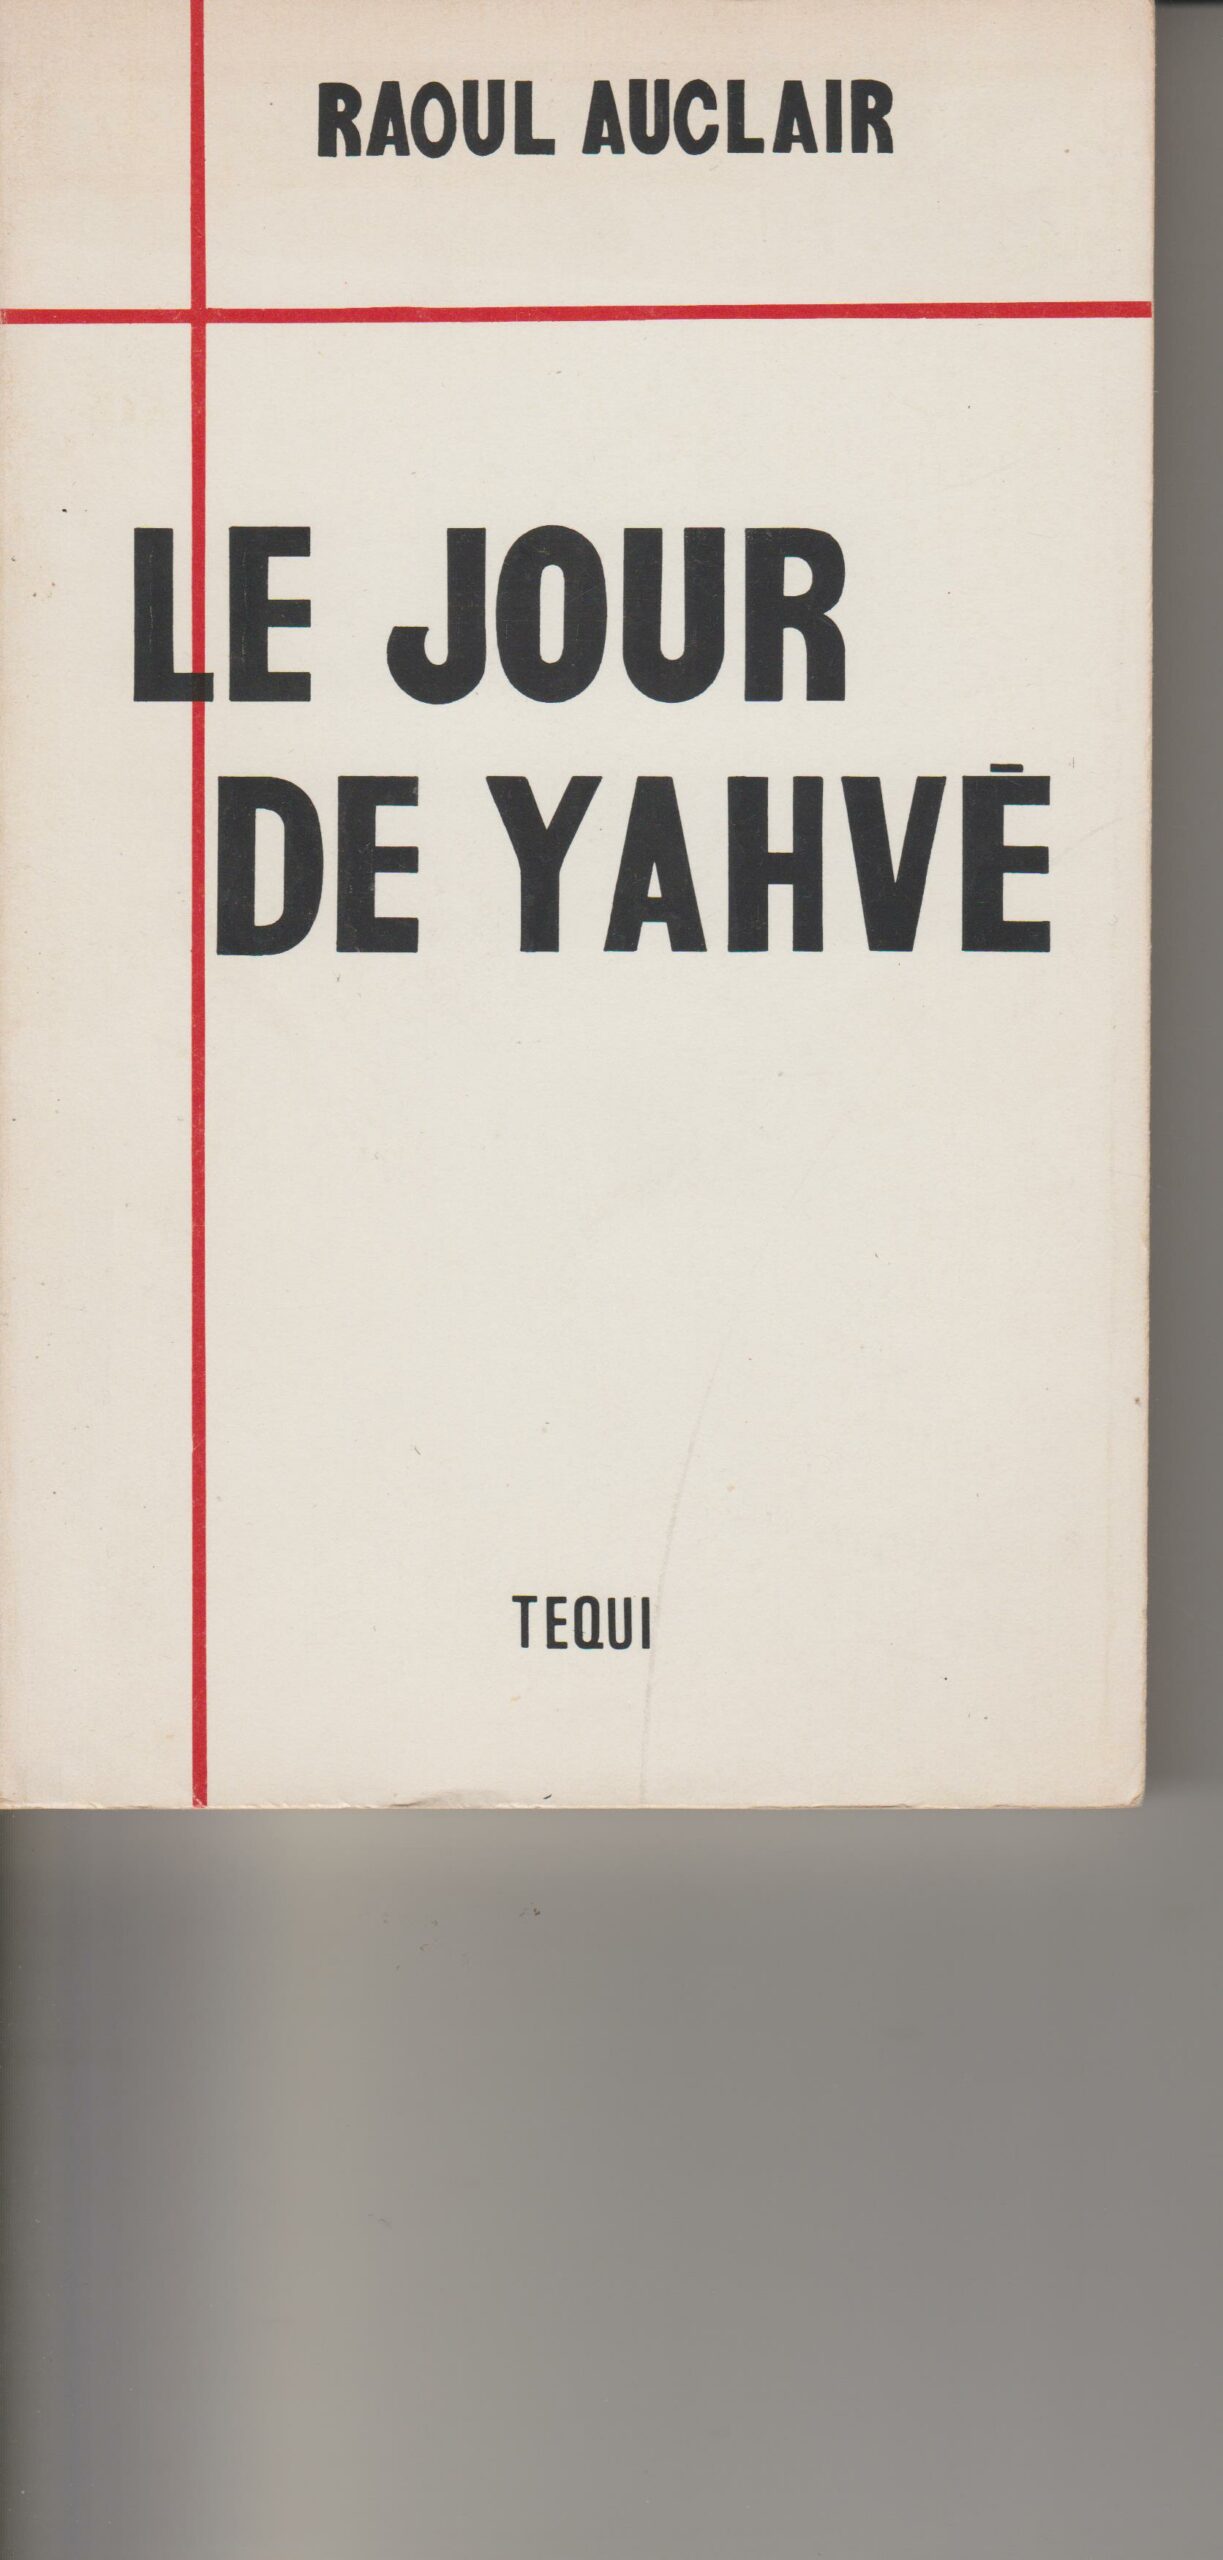 RAOUL AUCLAIR
LE JOUR
DE YAHVÉ
TEQUI